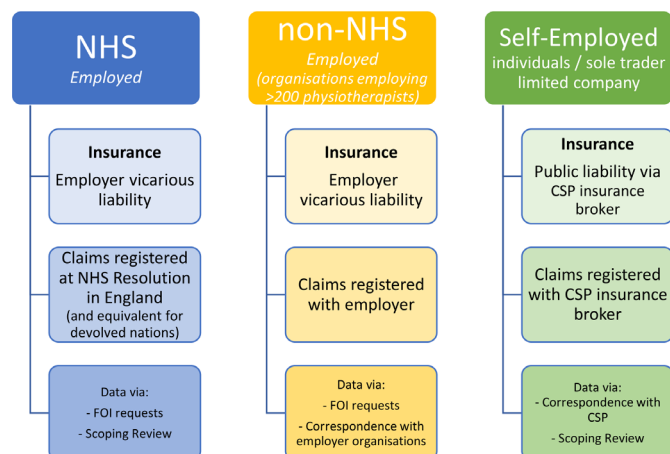 NHS
Employed
Insurance
Employer vicarious
liability
Claims registered
at NHS Resolution
in England
(and equivalent for
devolved nations)
Data via:
- FOI requests
- Scoping Review
non-NHS
Employed
(organisations employing
>200 physiotherapists)
Insurance
Employer
vicarious liability
Claims registered
with employer
Data via:
- FOI requests
- Correspondence with
employer organisations
Self-Employed
individuals / sole trader
limited company
Insurance
Public liability via
CSP insurance
broker
Claims registered
with CSP insurance
broker
Data via:
- Correspondence with
CSP
- Scoping Review